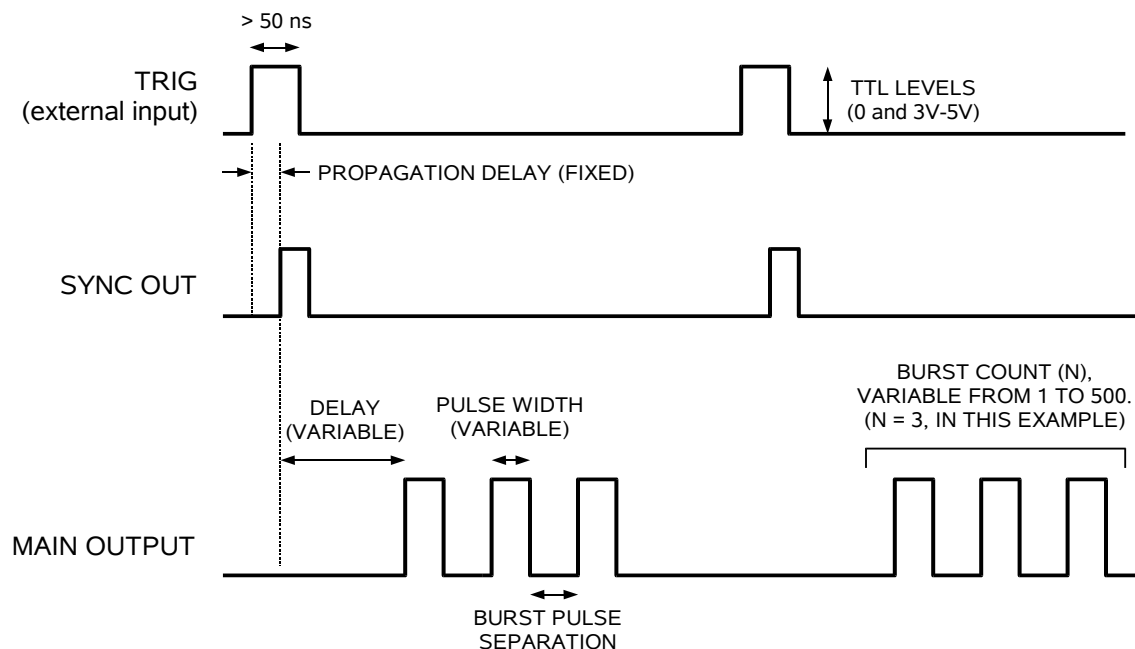 > 50 ns
TRIG
(external input)
TTL LEVELS
(0 and 3V-5V)
PROPAGATION DELAY (FIXED)
SYNC OUT
BURST COUNT (N),
VARIABLE FROM 1 TO 500.
(N = 3, IN THIS EXAMPLE)
DELAY
(VARIABLE)
PULSE WIDTH
(VARIABLE)
MAIN OUTPUT
BURST PULSE
SEPARATION